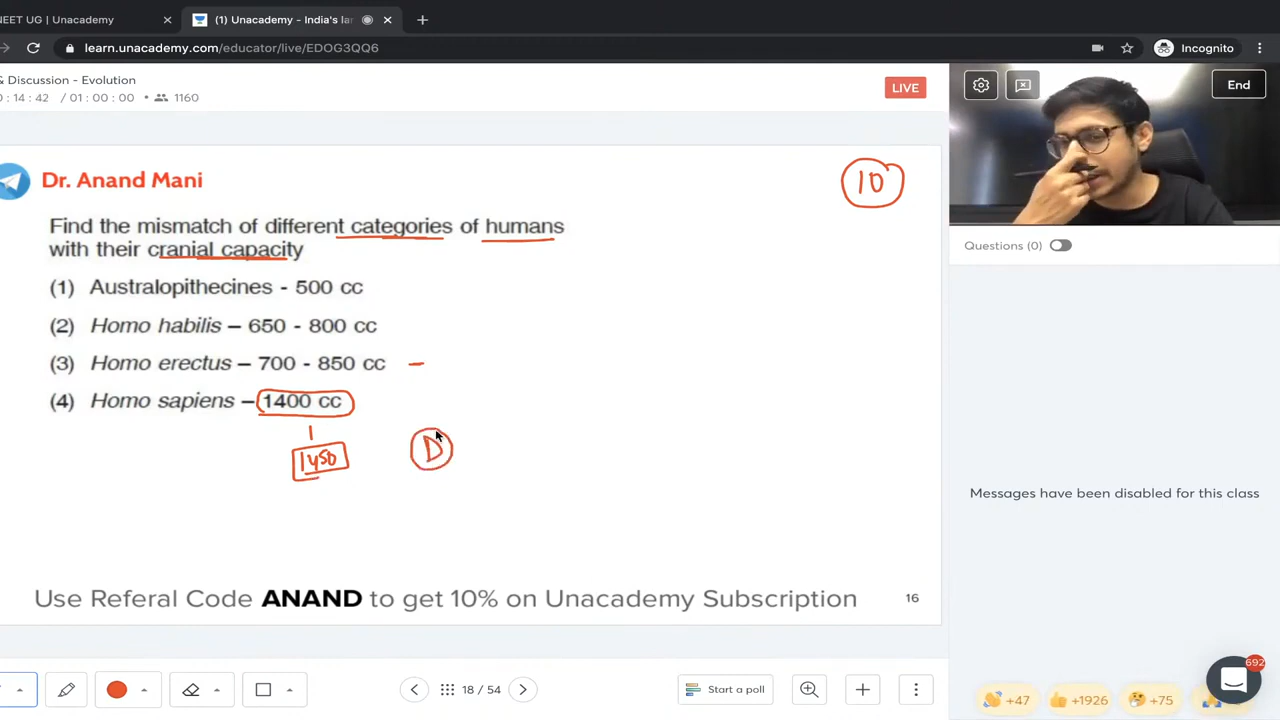 NEET UG | Unacademy
(1) Unacademy - India's lar
learn.unacademy.com/educator/live/EDOG3QQ6
Incognito
& Discussion - Evolution
0 : 14 : 42 / 01 : 00 : 00 • 1160
LIVE
End
Dr. Anand Mani
10
Find the mismatch of different categories of humans
with their cranial capacity
(1) Australopithecines - 500 cc
(2) Homo habilis – 650 - 800 cc
(3) Homo erectus – 700 - 850 cc –
(4) Homo sapiens – 1400 cc
1450
D
Use Referal Code ANAND to get 10% on Unacademy Subscription
16
Questions (0)
Messages have been disabled for this class
18 / 54
Start a poll
692
+47
+1926
+75